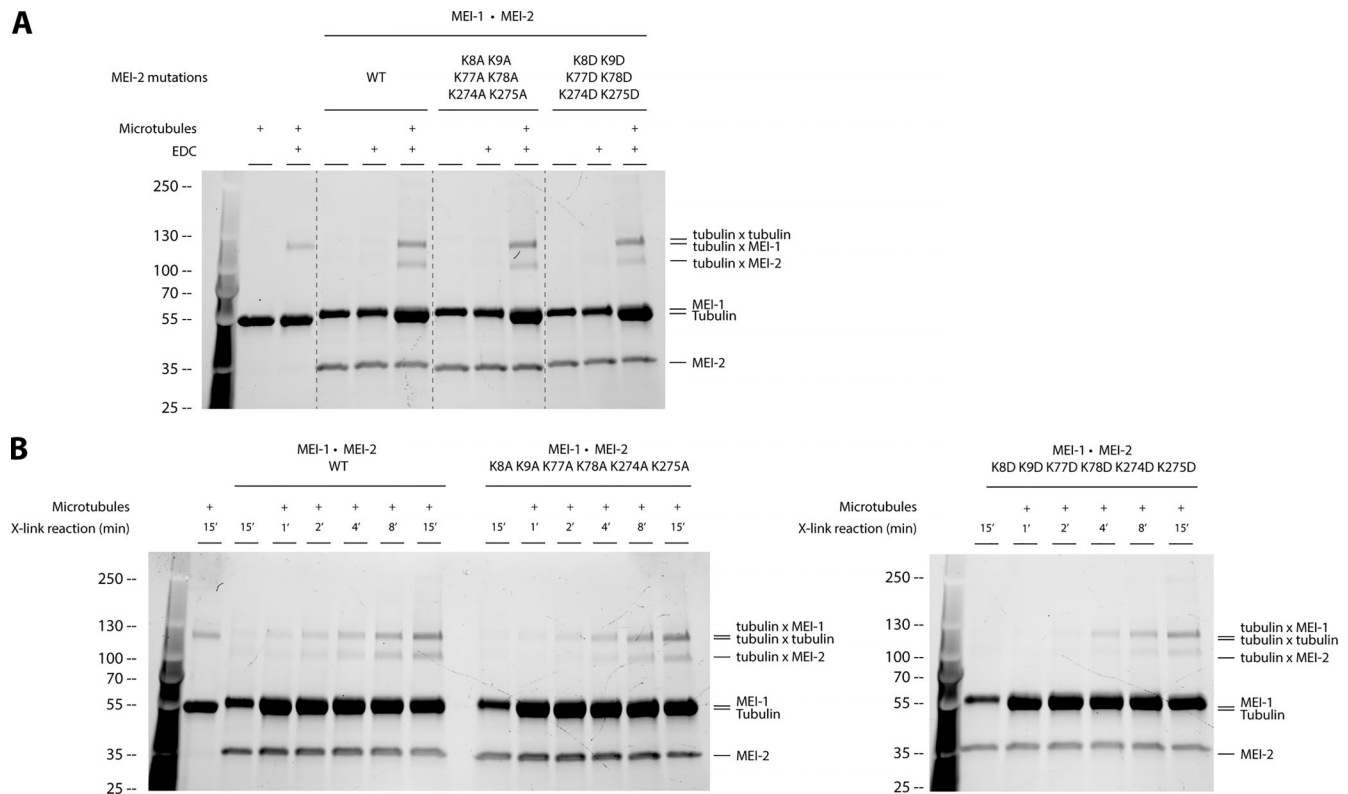 A
MEI-1 • MEI-2
MEI-2 mutations
WT
K8A K9A
K77A K78A
K274A K275A
K8D K9D
K77D K78D
K274D K275D
Microtubules + + + + +
EDC + + + + + + +
250 --
130 --
100 --
70 --
55 --
35 --
25 --
tubulin x tubulin
tubulin x MEI-1
tubulin x MEI-2
MEI-1
Tubulin
MEI-2
B
MEI-1 • MEI-2
WT
MEI-1 • MEI-2
K8A K9A K77A K78A K274A K275A
Microtubules + + + + + + + + + + +
X-link reaction (min) 15′ 15′ 1′ 2′ 4′ 8′ 15′ 15′ 1′ 2′ 4′ 8′ 15′
250 --
130 --
100 --
70 --
55 --
35 --
25 --
tubulin x MEI-1
tubulin x tubulin
tubulin x MEI-2
MEI-1
Tubulin
MEI-2
MEI-1 • MEI-2
K8D K9D K77D K78D K274D K275D
Microtubules + + + + +
X-link reaction (min) 15′ 1′ 2′ 4′ 8′ 15′
250 --
130 --
100 --
70 --
55 --
35 --
25 --
tubulin x MEI-1
tubulin x tubulin
tubulin x MEI-2
MEI-1
Tubulin
MEI-2